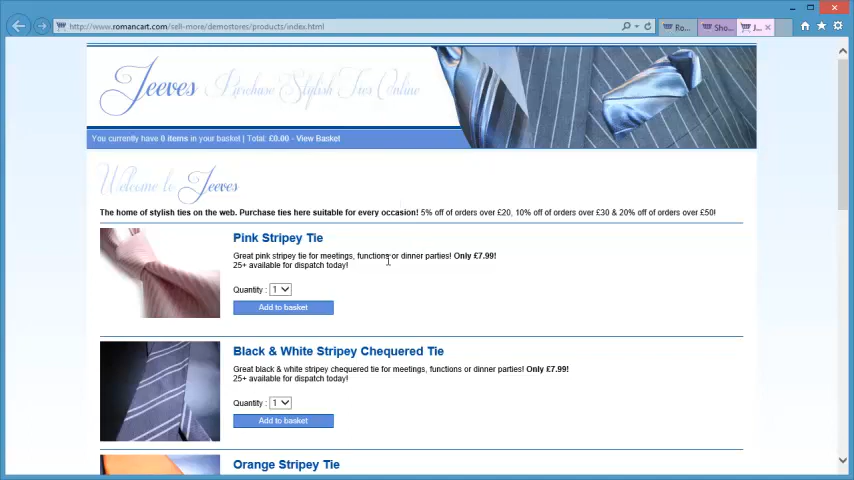 http://www.romancart.com/sell-more/demostores/products/index.html
Ro...
Sho...
J...
Jeeves Purchase Stylish Ties Online
You currently have 0 items in your basket | Total: £0.00 - View Basket
Welcome to Jeeves
The home of stylish ties on the web. Purchase ties here suitable for every occasion! 5% off of orders over £20, 10% off of orders over £30 & 20% off of orders over £50!
Pink Stripey Tie
Great pink stripey tie for meetings, functions or dinner parties! Only £7.99!
25+ available for dispatch today!
Quantity : 1
Add to basket
Black & White Stripey Chequered Tie
Great black & white stripey chequered tie for meetings, functions or dinner parties! Only £7.99!
25+ available for dispatch today!
Quantity : 1
Add to basket
Orange Stripey Tie